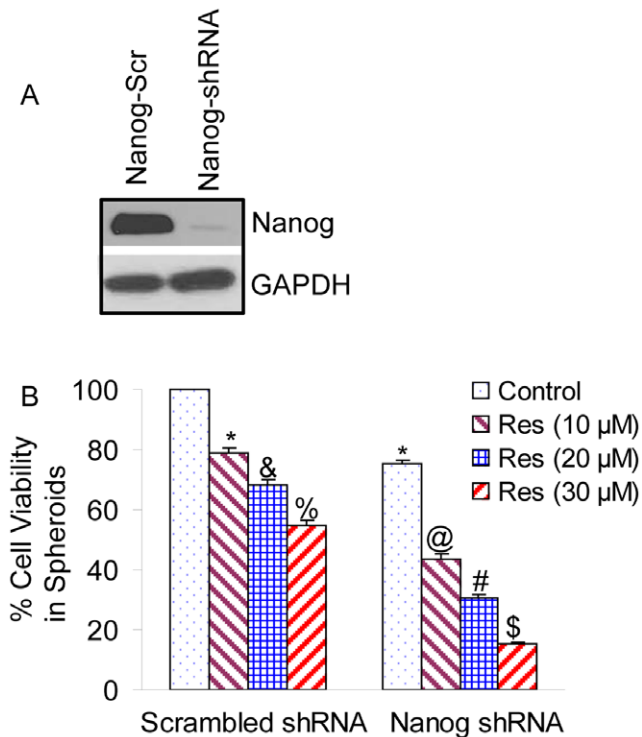 A
Nanog-Scr
Nanog-shRNA
Nanog
GAPDH
B
% Cell Viability
in Spheroids
100
80
60
40
20
0
*
&
%
*
@
#
$
Control
Res (10 µM)
Res (20 µM)
Res (30 µM)
Scrambled shRNA
Nanog shRNA